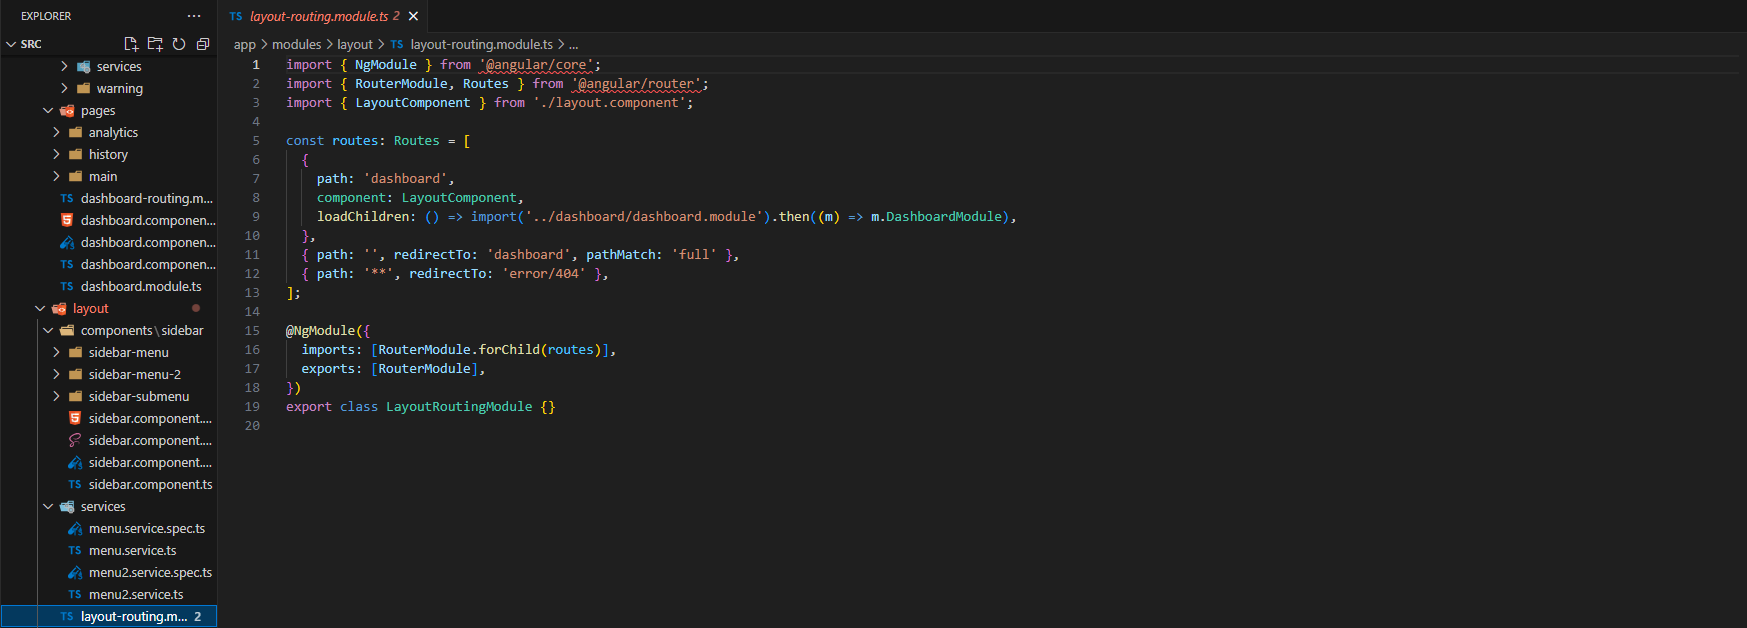 EXPLORER ...
SRC
services
warning
pages
analytics
history
main
TS dashboard-routing.m...
dashboard.componen...
dashboard.componen...
TS dashboard.componen...
TS dashboard.module.ts
layout
components\sidebar
sidebar-menu
sidebar-menu-2
sidebar-submenu
sidebar.component....
sidebar.component....
sidebar.component....
TS sidebar.component.ts
services
menu.service.spec.ts
TS menu.service.ts
menu2.service.spec.ts
TS menu2.service.ts
TS layout-routing.m... 2
TS layout-routing.module.ts 2 ×
app > modules > layout > TS layout-routing.module.ts > ...
1 import { NgModule } from '@angular/core';
2 import { RouterModule, Routes } from '@angular/router';
3 import { LayoutComponent } from './layout.component';
4
5 const routes: Routes = [
6   {
7     path: 'dashboard',
8     component: LayoutComponent,
9     loadChildren: () => import('../dashboard/dashboard.module').then((m) => m.DashboardModule),
10   },
11   { path: '', redirectTo: 'dashboard', pathMatch: 'full' },
12   { path: '**', redirectTo: 'error/404' },
13 ];
14
15 @NgModule({
16   imports: [RouterModule.forChild(routes)],
17   exports: [RouterModule],
18 })
19 export class LayoutRoutingModule {}
20